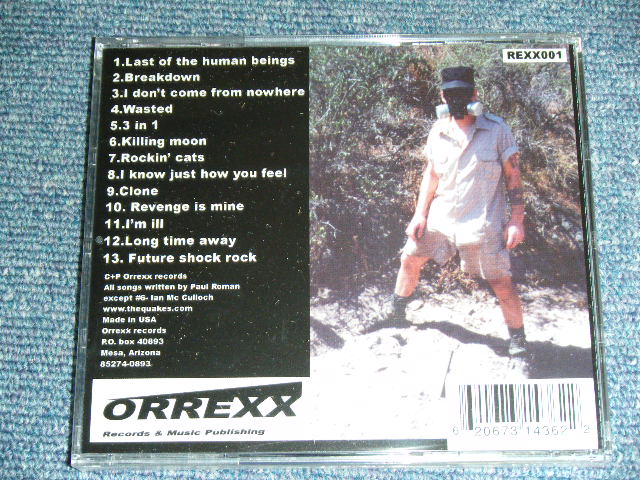 1.Last of the human beings
2.Breakdown
3.I don't come from nowhere
4.Wasted
5.3 in 1
6.Killing moon
7.Rockin' cats
8.I know just how you feel
9.Clone
10. Revenge is mine
11.I'm ill
12.Long time away
13. Future shock rock
C+P Orrexx records
All songs written by Paul Roman
except #6- Ian Mc Culloch
www.thequakes.com
Made in USA
Orrexx records
P.O. box 40893
Mesa, Arizona
85274-0893
ORREXX
Records & Music Publishing
REXX001
6 20673 14362 2